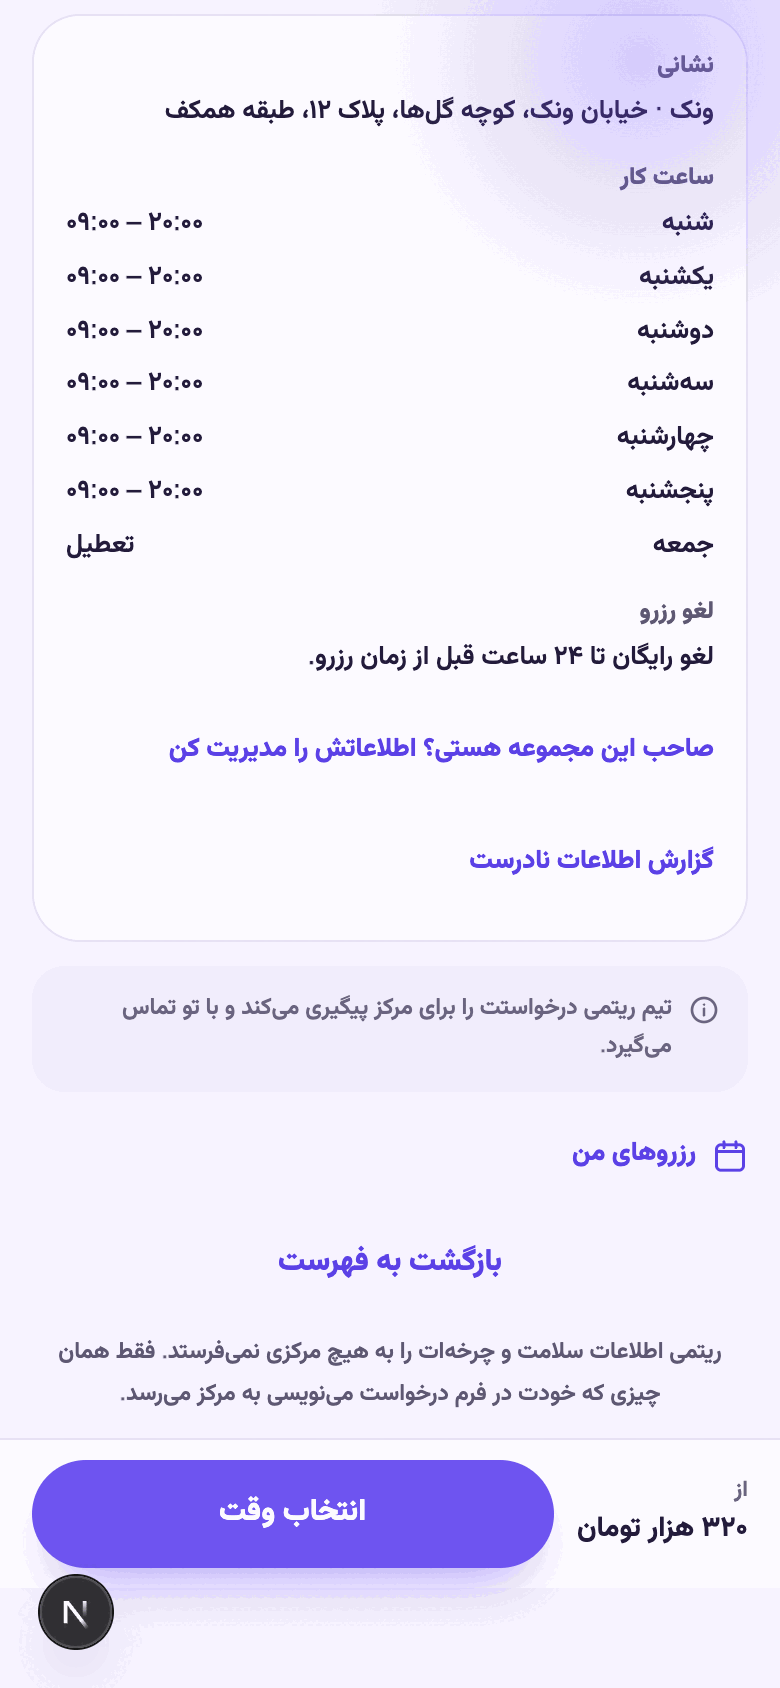 نشانی
ونک · خیابان ونک، کوچه گل‌ها، پلاک ۱۲، طبقه همکف
ساعت کار
شنبه
۰۹:۰۰ – ۲۰:۰۰
یکشنبه
۰۹:۰۰ – ۲۰:۰۰
دوشنبه
۰۹:۰۰ – ۲۰:۰۰
سه‌شنبه
۰۹:۰۰ – ۲۰:۰۰
چهارشنبه
۰۹:۰۰ – ۲۰:۰۰
پنجشنبه
۰۹:۰۰ – ۲۰:۰۰
جمعه
تعطیل
لغو رزرو
لغو رایگان تا ۲۴ ساعت قبل از زمان رزرو.
صاحب این مجموعه هستی؟ اطلاعاتش را مدیریت کن
گزارش اطلاعات نادرست
تیم ریتمی درخواستت را برای مرکز پیگیری می‌کند و با تو تماس
می‌گیرد.
رزروهای من
بازگشت به فهرست
ریتمی اطلاعات سلامت و چرخه‌ات را به هیچ مرکزی نمی‌فرستد. فقط همان
چیزی که خودت در فرم درخواست می‌نویسی به مرکز می‌رسد.
از
۳۲۰ هزار تومان
انتخاب وقت
N